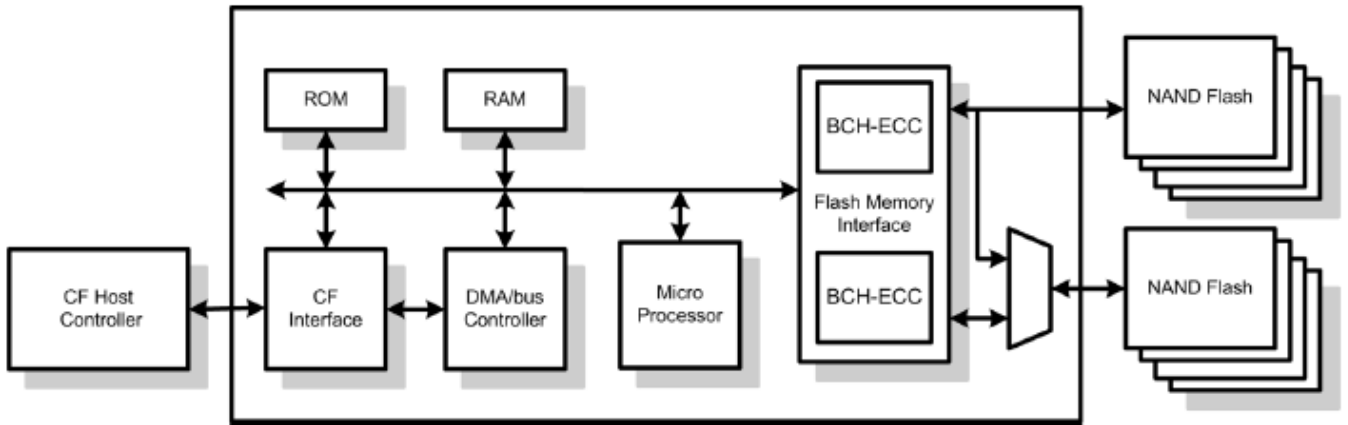 ROM
RAM
BCH-ECC
NAND Flash
Flash Memory
Interface
CF Host
Controller
CF
Interface
DMA/bus
Controller
Micro
Processor
BCH-ECC
NAND Flash